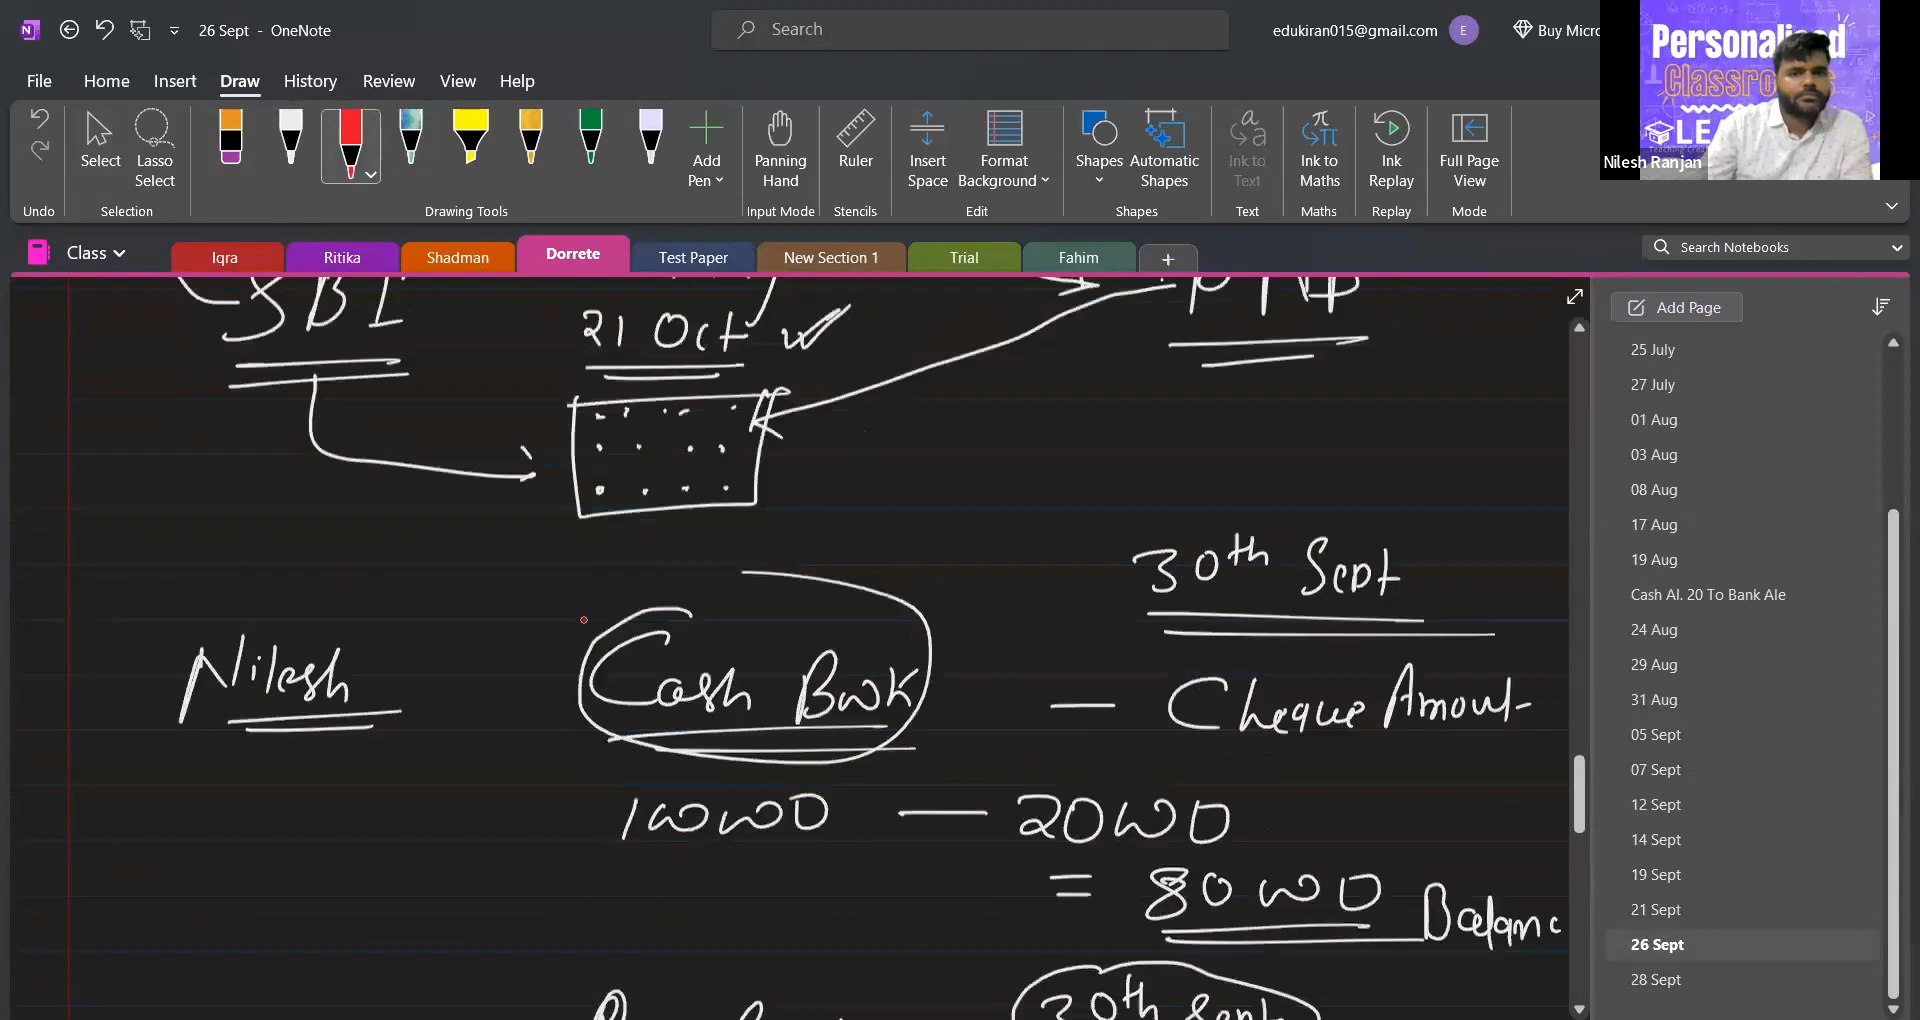 26 Sept - OneNote
Search
edukiran015@gmail.com
E
Buy Micro
Personalised
Classrooms
LEA
Nilesh Ranjan
File Home Insert Draw History Review View Help
Select
Lasso Select
Add Pen
Panning Hand
Ruler
Insert Space
Format Background
Shapes
Automatic Shapes
Ink to Text
Ink to Maths
Ink Replay
Full Page View
Undo Selection Drawing Tools Input Mode Stencils Edit Shapes Text Maths Replay Mode
Class Iqra Ritika Shadman Dorrete Test Paper New Section 1 Trial Fahim +
Search Notebooks
Add Page
25 July
27 July
01 Aug
03 Aug
08 Aug
17 Aug
19 Aug
Cash Al. 20 To Bank Ale
24 Aug
29 Aug
31 Aug
05 Sept
07 Sept
12 Sept
14 Sept
19 Sept
21 Sept
26 Sept
28 Sept
SBI
PNB
21 Oct
30th Sept
Nilesh Cash Book — Cheque Amount
100000 — 20000
= 80000 Balanc
30th Sept